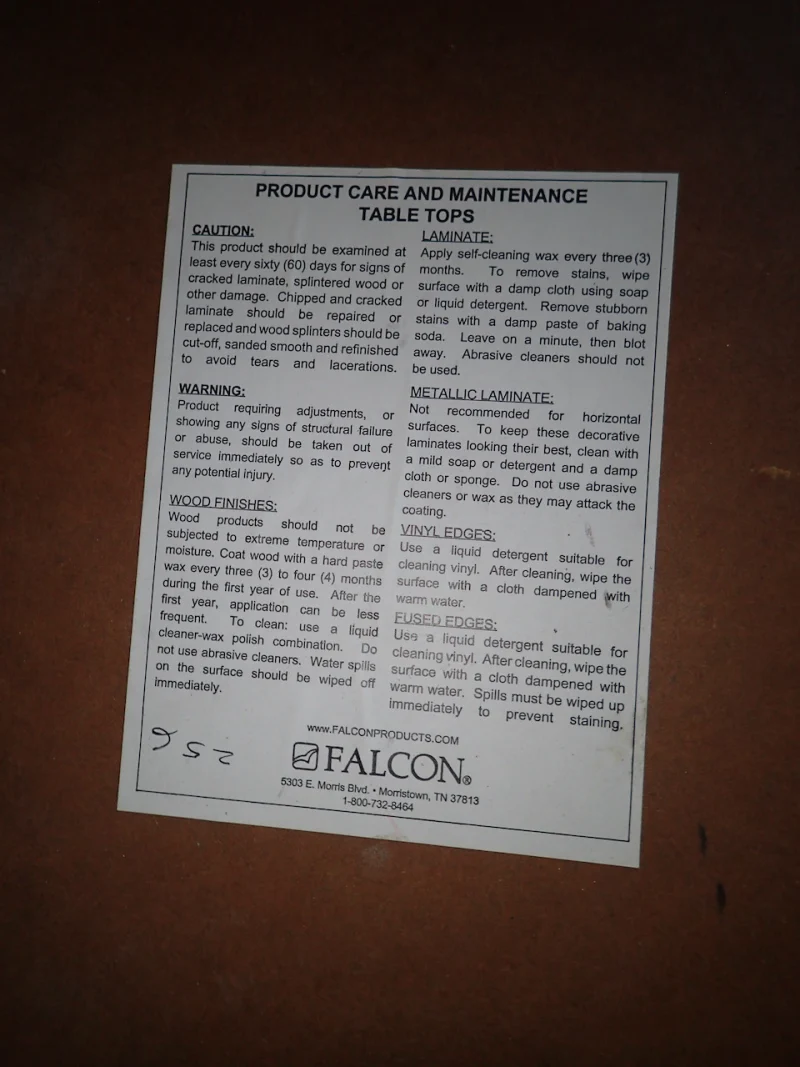 PRODUCT CARE AND MAINTENANCE
TABLE TOPS
CAUTION:
This product should be examined at
least every sixty (60) days for signs of
cracked laminate, splintered wood or
other damage. Chipped and cracked
laminate should be repaired or
replaced and wood splinters should be
cut-off, sanded smooth and refinished
to avoid tears and lacerations.
WARNING:
Product requiring adjustments, or
showing any signs of structural failure
or abuse, should be taken out of
service immediately so as to prevent
any potential injury.
WOOD FINISHES:
Wood products should not be
subjected to extreme temperature or
moisture. Coat wood with a hard paste
wax every three (3) to four (4) months
during the first year of use. After the
first year, application can be less
frequent. To clean: use a liquid
cleaner-wax polish combination. Do
not use abrasive cleaners. Water spills
on the surface should be wiped off
immediately.
LAMINATE:
Apply self-cleaning wax every three (3)
months. To remove stains, wipe
surface with a damp cloth using soap
or liquid detergent. Remove stubborn
stains with a damp paste of baking
soda. Leave on a minute, then blot
away. Abrasive cleaners should not
be used.
METALLIC LAMINATE:
Not recommended for horizontal
surfaces. To keep these decorative
laminates looking their best, clean with
a mild soap or detergent and a damp
cloth or sponge. Do not use abrasive
cleaners or wax as they may attack the
coating.
VINYL EDGES:
Use a liquid detergent suitable for
cleaning vinyl. After cleaning, wipe the
surface with a cloth dampened with
warm water.
FUSED EDGES:
Use a liquid detergent suitable for
cleaning vinyl. After cleaning, wipe the
surface with a cloth dampened with
warm water. Spills must be wiped up
immediately to prevent staining.
www.FALCONPRODUCTS.COM
FALCON®
5303 E. Morris Blvd. • Morristown, TN 37813
1-800-732-8464